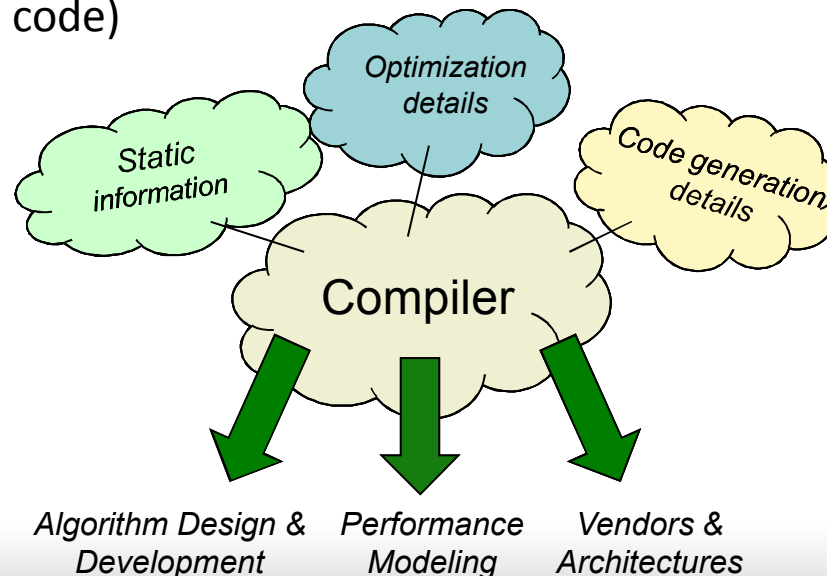 code)
Optimization
details
Static
information
Code generation
details
Compiler
Algorithm Design &
Development
Performance
Modeling
Vendors &
Architectures